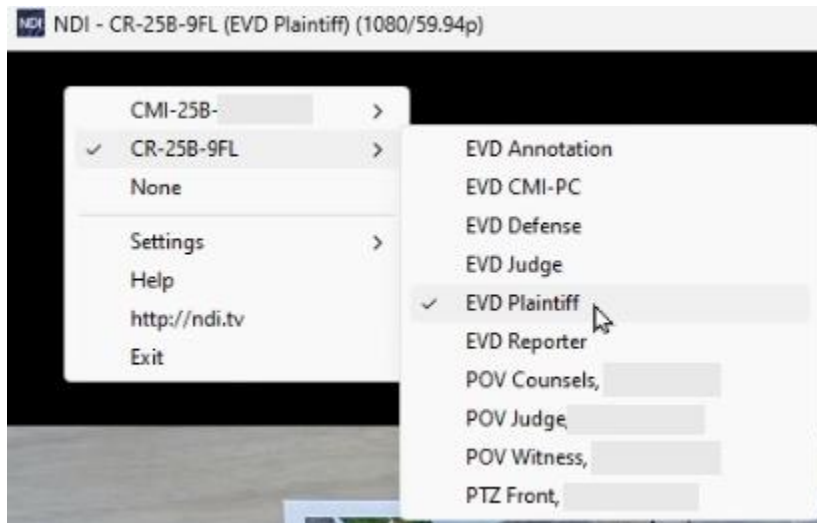 NDI NDI - CR-25B-9FL (EVD Plaintiff) (1080/59.94p)
CMI-25B-
CR-25B-9FL
None
Settings
Help
http://ndi.tv
Exit
EVD Annotation
EVD CMI-PC
EVD Defense
EVD Judge
EVD Plaintiff
EVD Reporter
POV Counsels,
POV Judge,
POV Witness,
PTZ Front,